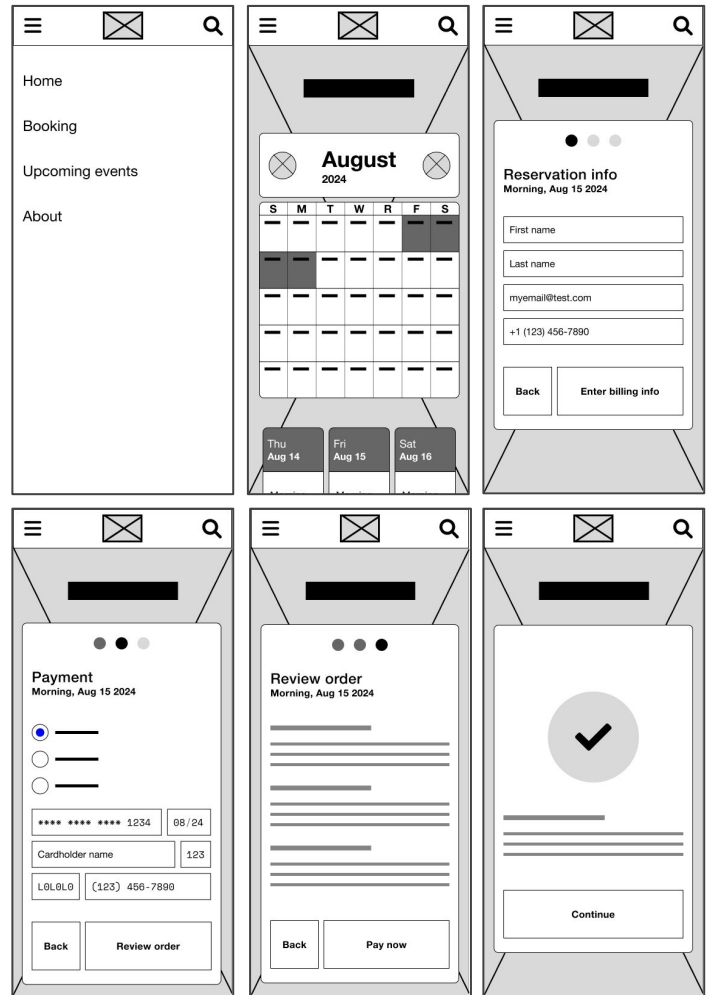 Home
Booking
Upcoming events
About
August
2024
S M T W R F S
Thu
Aug 14
Fri
Aug 15
Sat
Aug 16
Reservation info
Morning, Aug 15 2024
First name
Last name
myemail@test.com
+1 (123) 456-7890
Back
Enter billing info
Payment
Morning, Aug 15 2024
**** **** **** 1234
08/24
Cardholder name
123
L0L0L0
(123) 456-7890
Back
Review order
Review order
Morning, Aug 15 2024
Back
Pay now
Continue